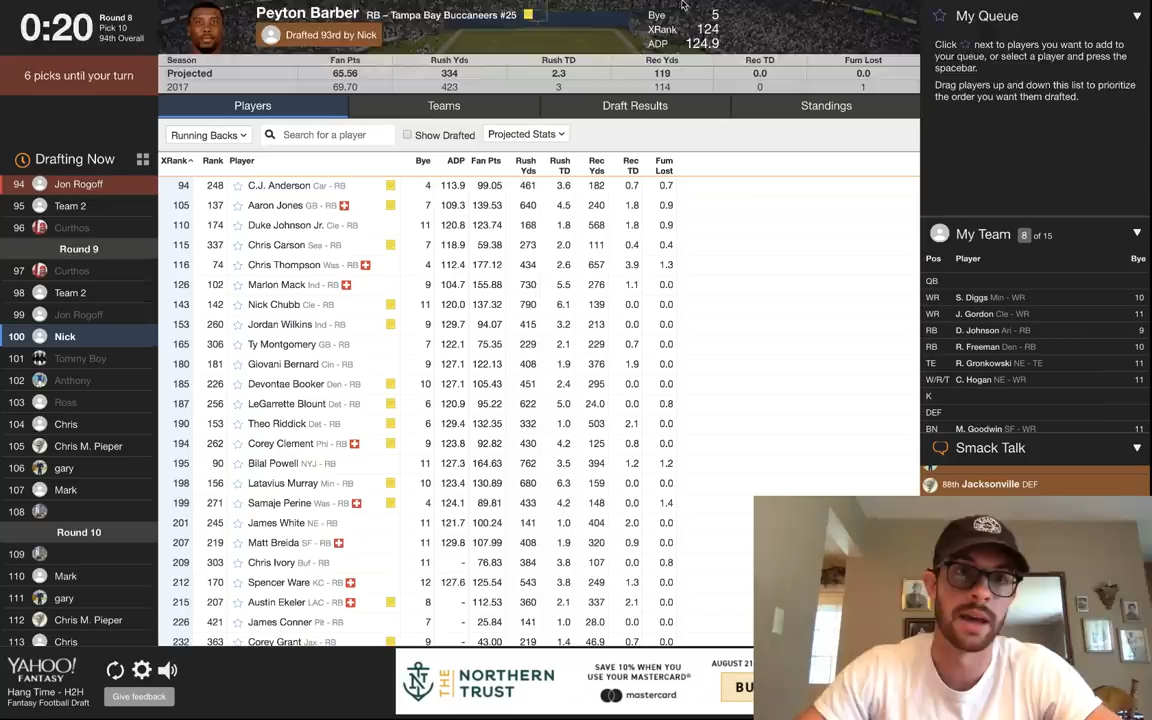 0:20
Round 8
Pick 10
94th Overall
6 picks until your turn
Peyton Barber RB – Tampa Bay Buccaneers #25
Drafted 93rd by Nick
Bye 5
XRank 124
ADP 124.9
Season Fan Pts Rush Yds Rush TD Rec Yds Rec TD Fum Lost
Projected 65.56 334 2.3 119 0.0 0.0
2017 69.70 423 3 114 0 1
Players Teams Draft Results Standings
Running Backs Search for a player Show Drafted Projected Stats
XRank Rank Player Bye ADP Fan Pts Rush Yds Rush TD Rec Yds Rec TD Fum Lost
94 248 C.J. Anderson Car - RB 4 113.9 99.05 461 3.6 182 0.7 0.7
105 137 Aaron Jones GB - RB 7 109.3 139.53 640 4.5 240 1.8 0.9
110 174 Duke Johnson Jr. Cle - RB 11 120.8 123.74 168 1.8 568 1.8 0.9
115 337 Chris Carson Sea - RB 7 118.9 59.38 273 2.0 111 0.4 0.4
116 74 Chris Thompson Was - RB 4 112.4 177.12 434 2.6 657 3.9 1.3
126 102 Marlon Mack Ind - RB 9 104.7 155.88 730 5.5 276 1.1 0.0
143 142 Nick Chubb Cle - RB 11 120.0 137.32 790 6.1 139 0.0 0.0
153 260 Jordan Wilkins Ind - RB 9 129.7 94.07 415 3.2 213 0.0 0.0
165 306 Ty Montgomery GB - RB 7 122.1 75.35 229 2.1 229 0.7 0.0
180 181 Giovani Bernard Cin - RB 9 127.1 122.13 408 1.9 376 1.9 0.0
185 226 Devontae Booker Den - RB 10 127.1 105.43 451 2.4 295 0.0 0.0
187 256 LeGarrette Blount Det - RB 6 120.9 95.22 622 5.0 24.0 0.0 0.8
190 153 Theo Riddick Det - RB 6 129.4 132.35 332 1.0 503 2.1 0.0
194 262 Corey Clement Phi - RB 9 123.8 92.82 430 4.2 125 0.8 0.0
195 90 Bilal Powell NYJ - RB 11 127.3 164.63 762 3.5 394 1.2 1.2
198 156 Latavius Murray Min - RB 10 123.4 130.89 680 6.3 159 0.0 0.0
199 271 Samaje Perine Was - RB 4 124.1 89.81 433 4.2 148 0.0 1.4
201 245 James White NE - RB 11 121.7 100.24 141 1.0 404 2.0 0.0
207 219 Matt Breida SF - RB 11 129.8 107.99 408 1.9 320 0.9 0.0
209 303 Chris Ivory Buf - RB 11 - 76.83 384 3.8 107 0.0 0.8
212 170 Spencer Ware KC - RB 12 127.6 125.54 543 3.8 249 1.3 0.0
215 207 Austin Ekeler LAC - RB 8 - 112.53 360 2.1 337 2.1 0.0
226 421 James Conner Pit - RB 7 - 25.84 141 1.0 28.0 0.0 0.0
232 363 Corey Grant Jax - RB 9 - 43.00 219 1.4 46.9 0.7 0.0
Drafting Now
94 Jon Rogoff
95 Team 2
96 Curthos
Round 9
97 Curthos
98 Team 2
99 Jon Rogoff
100 Nick
101 Tommy Boy
102 Anthony
103 Ross
104 Chris
105 Chris M. Pieper
106 gary
107 Mark
108
Round 10
109
110 Mark
111 gary
112 Chris M. Pieper
113 Chris
YAHOO!
FANTASY
Hang Time - H2H
Fantasy Football Draft
Give feedback
My Queue
Click next to players you want to add to
your queue, or select a player and press the
spacebar.
Drag players up and down this list to prioritize
the order you want them drafted.
My Team 8 of 15
Pos Player Bye
QB
WR S. Diggs Min - WR 10
WR J. Gordon Cle - WR 11
RB D. Johnson Ari - RB 9
RB R. Freeman Den - RB 10
TE R. Gronkowski NE - TE 11
W/R/T C. Hogan NE - WR 11
K
DEF
BN M. Goodwin SF - WR 11
Smack Talk
88th Jacksonville DEF
THE NORTHERN TRUST
SAVE 10% WHEN YOU
USE YOUR MASTERCARD®
mastercard
AUGUST 21
BU